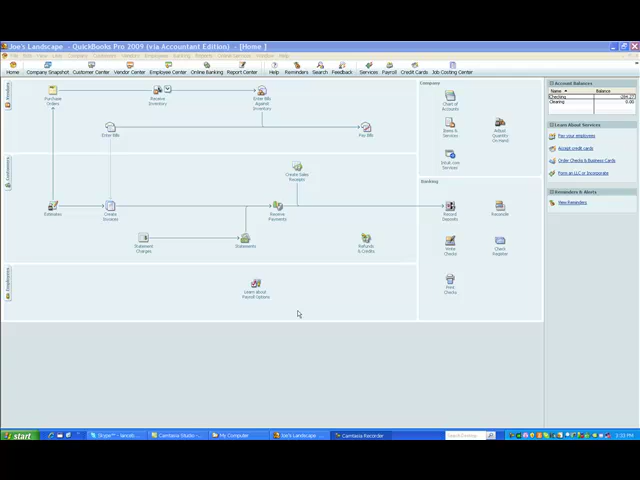 Joe's Landscape - QuickBooks Pro 2009 (via Accountant Edition) - [Home ]
Home Company Snapshot Customer Center Vendor Center Employee Center Online Banking Report Center Help Reminders Search Feedback Services Payroll Credit Cards Job Costing Center
Purchase
Orders
Receive
Inventory
Enter Bills
Against
Inventory
Enter Bills
Pay Bills
Create Sales
Receipts
Estimates
Create
Invoices
Receive
Payments
Statement
Charges
Statements
Refunds
& Credits
Learn about
Payroll Options
Company
Chart of
Accounts
Items &
Services
Adjust
Quantity
On Hand
Services
Banking
Record
Deposits
Reconcile
Write
Checks
Check
Register
Print
Checks
Account Balances
Name Balance
Checking
Clearing 0.00
Learn About Services
Pay your employees
Accept credit cards
Order Checks & Business Cards
Form an LLC or Incorporate
Reminders & Alerts
View Reminders
start
Skype
Camtasia Studio
My Computer
Joe's Landscape
Camtasia Recorder
Search Desktop
PM